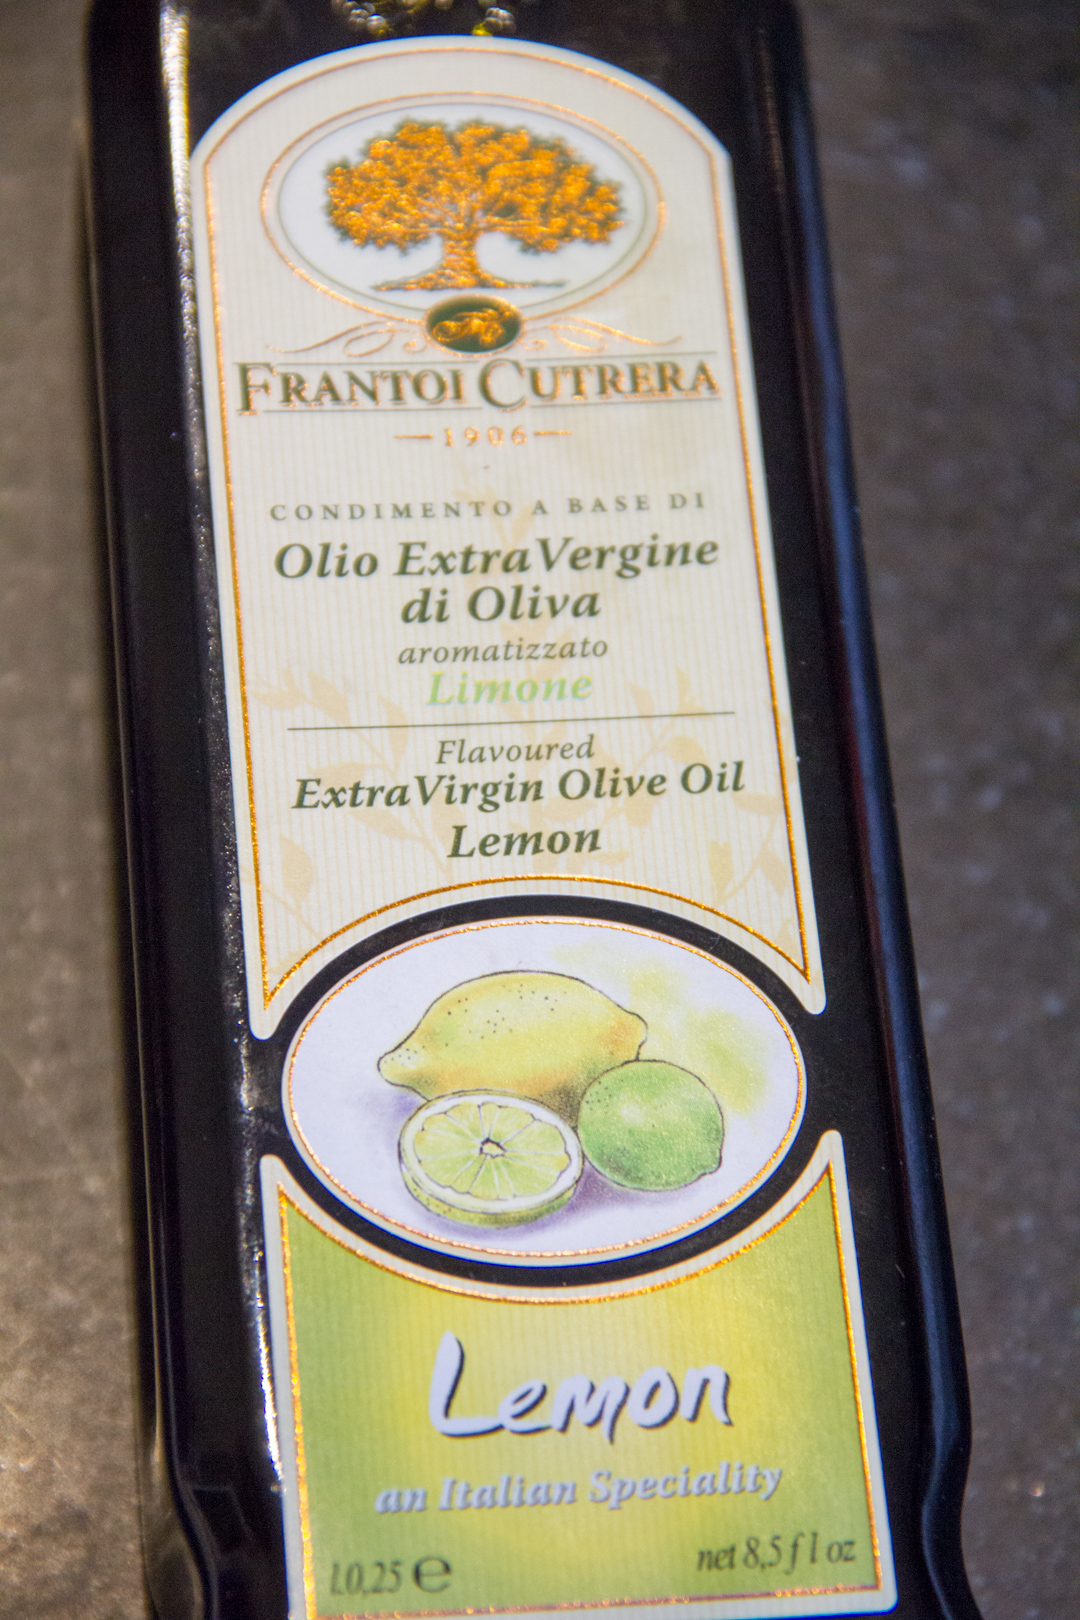 FRANTOI CUTRERA
1906
CONDIMENTO A BASE DI
Olio ExtraVergine
di Oliva
aromatizzato
Limone
Flavoured
ExtraVirgin Olive Oil
Lemon
Lemon
an Italian Speciality
l.0,25 ℮
net 8,5 fl oz